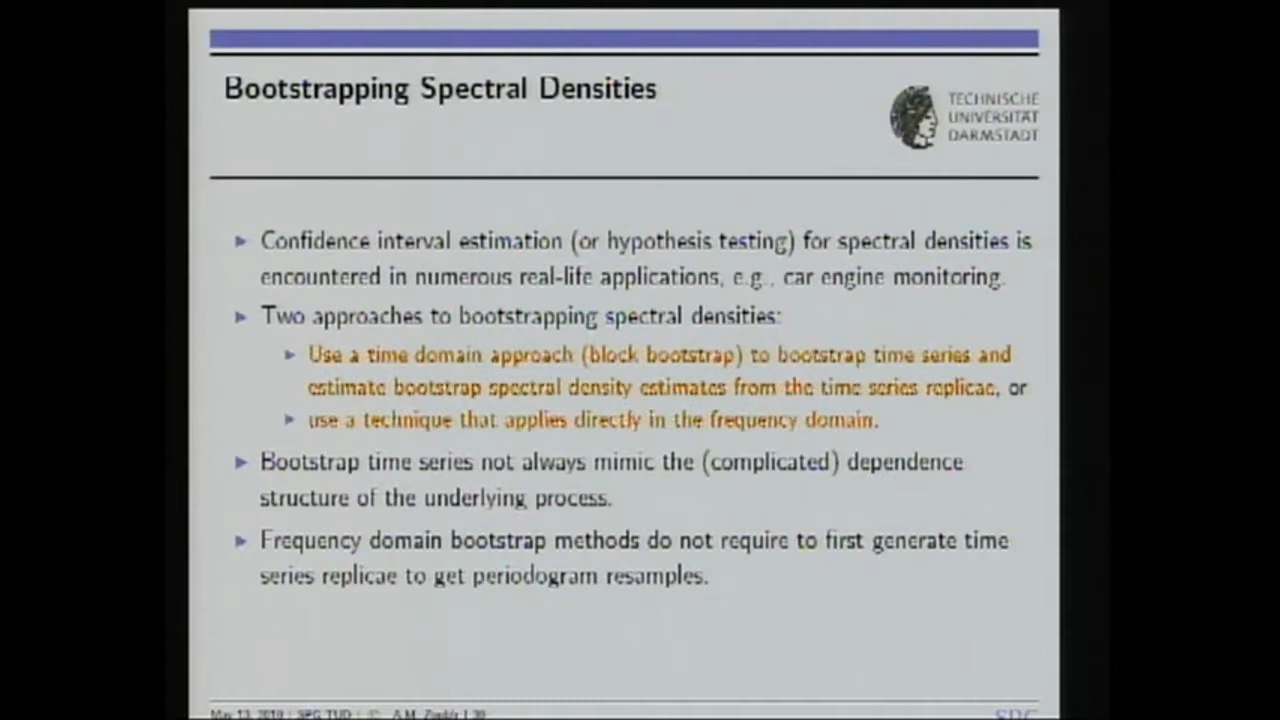 Bootstrapping Spectral Densities
TECHNISCHE
UNIVERSITÄT
DARMSTADT
▶ Confidence interval estimation (or hypothesis testing) for spectral densities is
encountered in numerous real-life applications, e.g., car engine monitoring.
▶ Two approaches to bootstrapping spectral densities:
▶ Use a time domain approach (block bootstrap) to bootstrap time series and
estimate bootstrap spectral density estimates from the time series replicae, or
▶ use a technique that applies directly in the frequency domain.
▶ Bootstrap time series not always mimic the (complicated) dependence
structure of the underlying process.
▶ Frequency domain bootstrap methods do not require to first generate time
series replicae to get periodogram resamples.